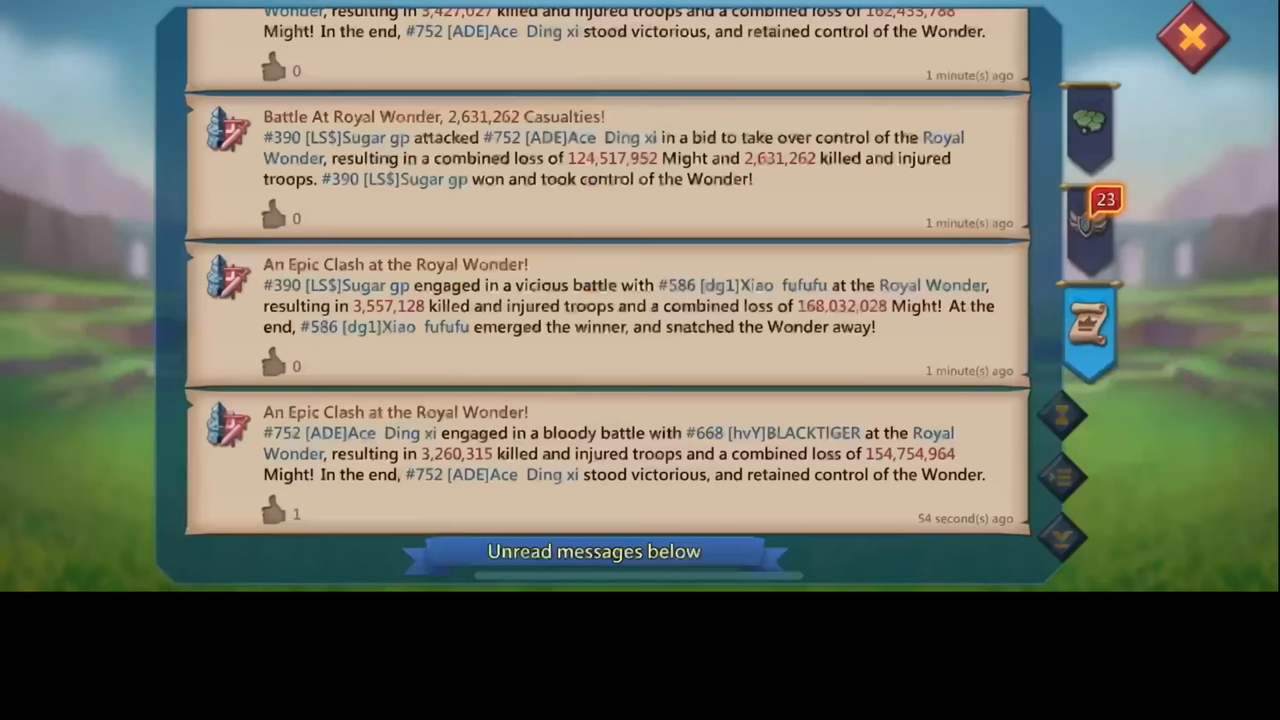 Wonder, resulting in 3,427,027 killed and injured troops and a combined loss of 162,433,788
Might! In the end, #752 [ADE]Ace Ding xi stood victorious, and retained control of the Wonder.
0
1 minute(s) ago
Battle At Royal Wonder, 2,631,262 Casualties!
#390 [LS$]Sugar gp attacked #752 [ADE]Ace Ding xi in a bid to take over control of the Royal
Wonder, resulting in a combined loss of 124,517,952 Might and 2,631,262 killed and injured
troops. #390 [LS$]Sugar gp won and took control of the Wonder!
0
1 minute(s) ago
23
An Epic Clash at the Royal Wonder!
#390 [LS$]Sugar gp engaged in a vicious battle with #586 [dg1]Xiao fufufu at the Royal Wonder,
resulting in 3,557,128 killed and injured troops and a combined loss of 168,032,028 Might! At the
end, #586 [dg1]Xiao fufufu emerged the winner, and snatched the Wonder away!
0
1 minute(s) ago
An Epic Clash at the Royal Wonder!
#752 [ADE]Ace Ding xi engaged in a bloody battle with #668 [hvY]BLACKTIGER at the Royal
Wonder, resulting in 3,260,315 killed and injured troops and a combined loss of 154,754,964
Might! In the end, #752 [ADE]Ace Ding xi stood victorious, and retained control of the Wonder.
1
54 second(s) ago
Unread messages below